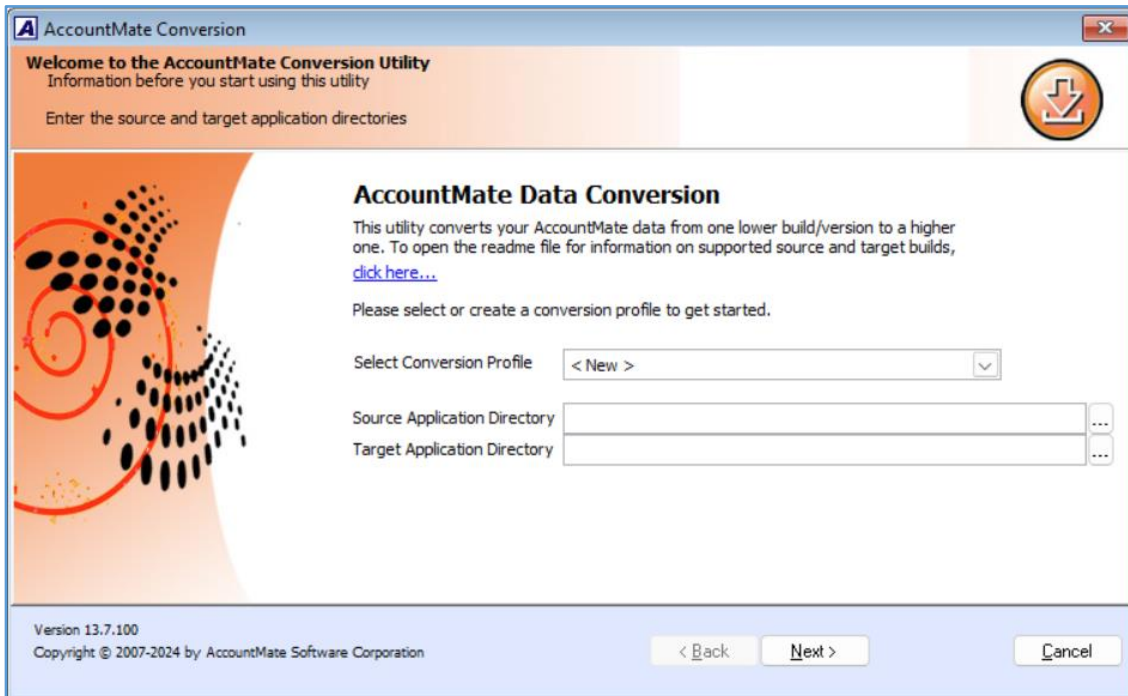 AccountMate Conversion
Welcome to the AccountMate Conversion Utility
Information before you start using this utility
Enter the source and target application directories
AccountMate Data Conversion
This utility converts your AccountMate data from one lower build/version to a higher
one. To open the readme file for information on supported source and target builds,
click here...
Please select or create a conversion profile to get started.
Select Conversion Profile < New >
Source Application Directory ...
Target Application Directory ...
Version 13.7.100
Copyright © 2007-2024 by AccountMate Software Corporation
< Back Next > Cancel